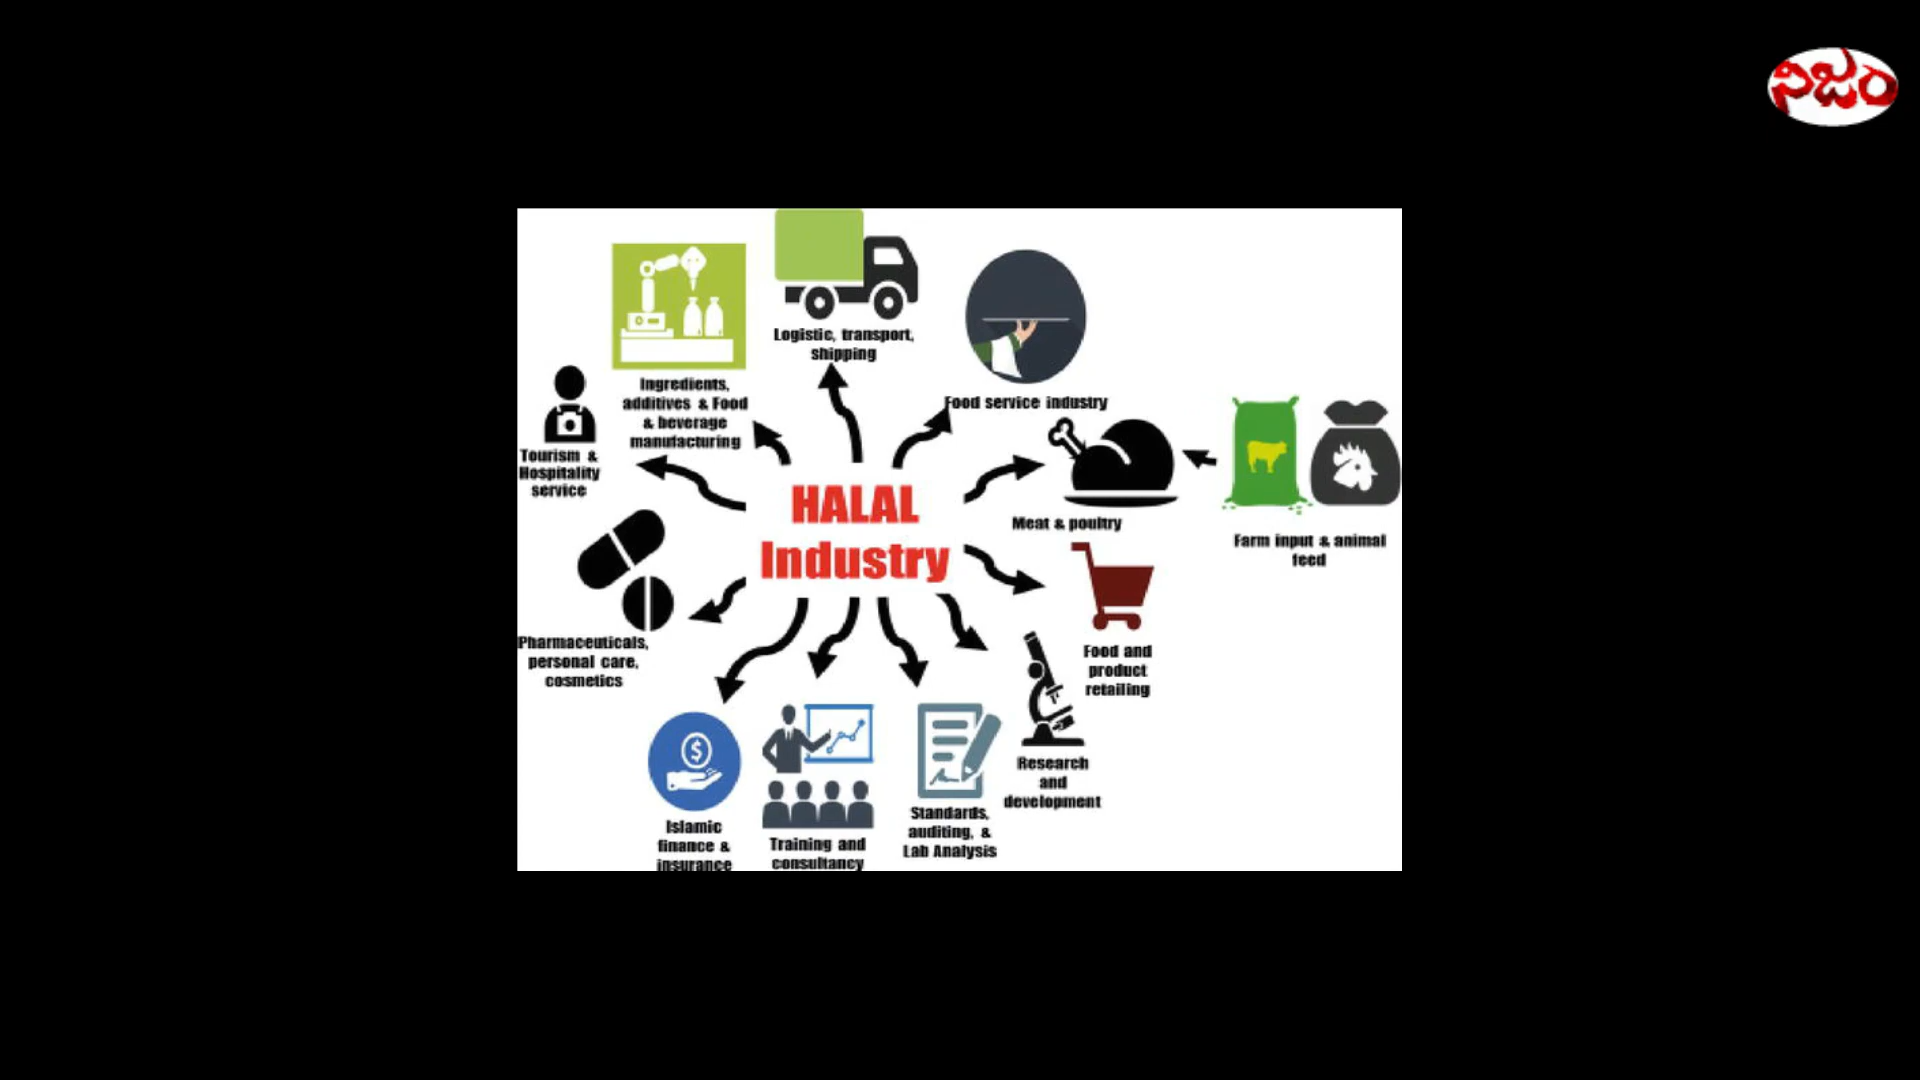 నిజం
Logistic, transport,
shipping
Ingredients,
additives & Food
& beverage
manufacturing
Food service industry
Tourism &
Hospitality
service
HALAL
Industry
Meat & poultry
Farm input & animal
feed
Pharmaceuticals,
personal care,
cosmetics
Food and
product
retailing
Research
and
development
Standards,
auditing, &
Lab Analysis
Training and
consultancy
Islamic
finance &
insurance